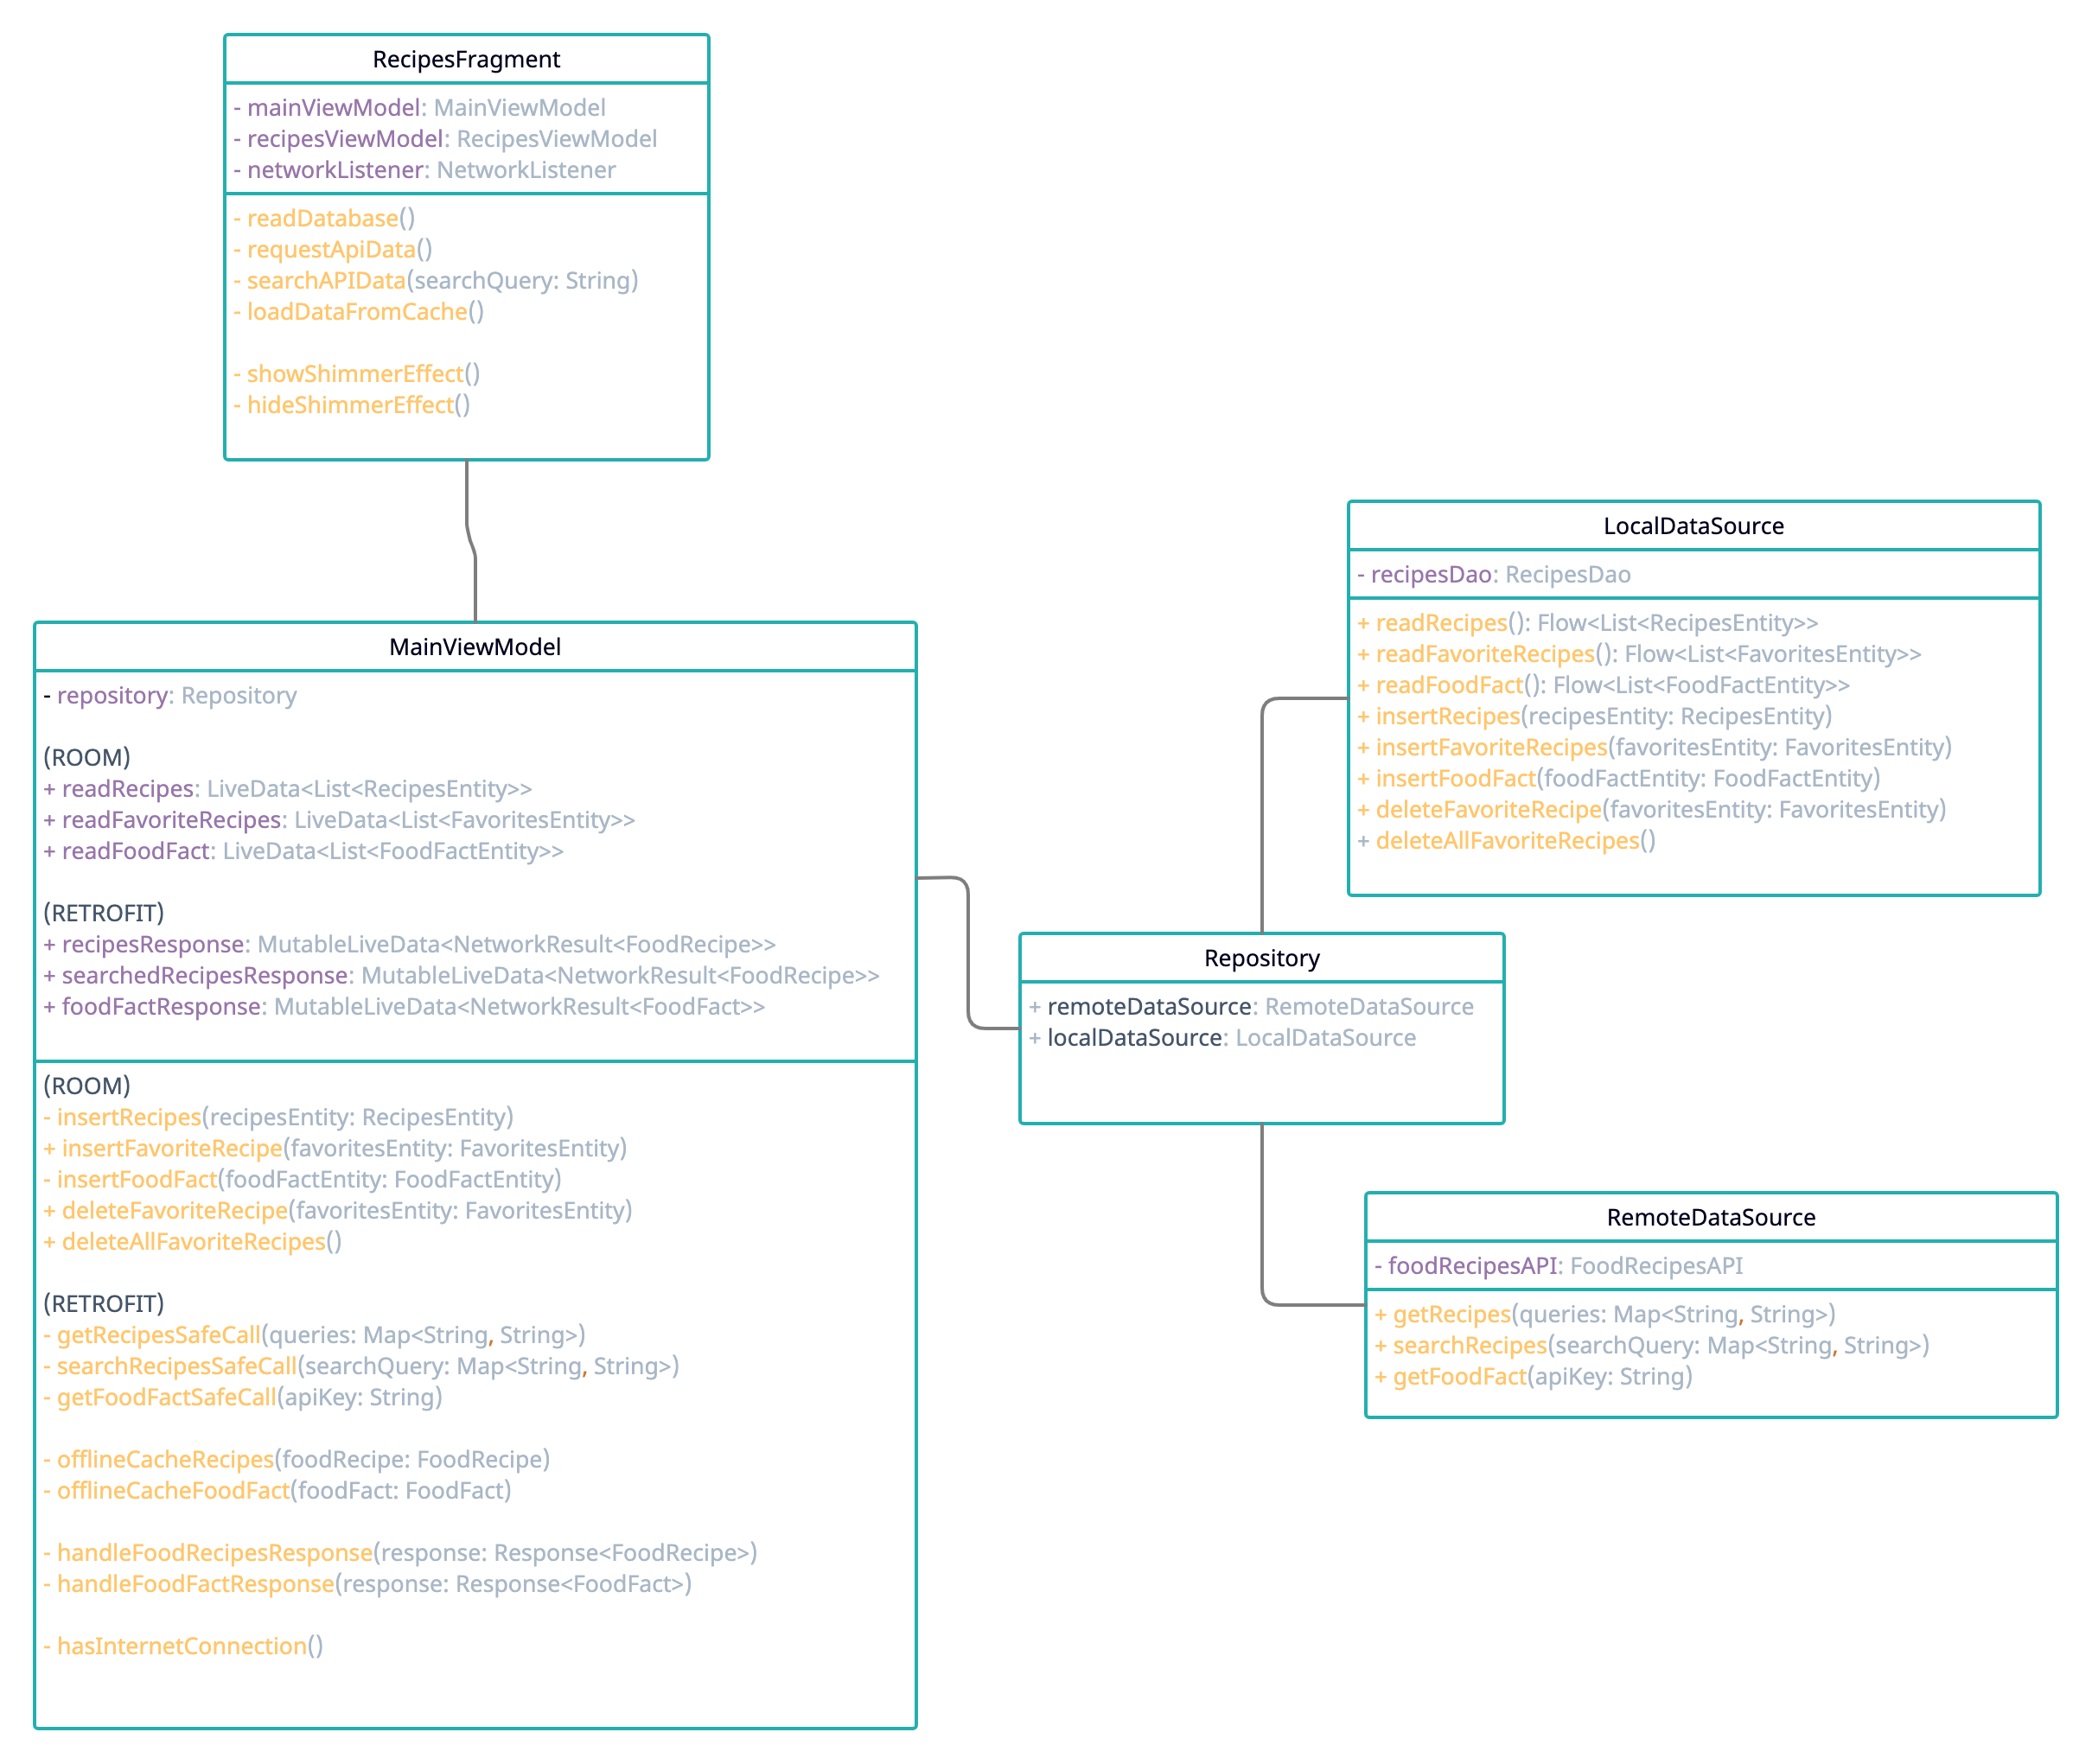 RecipesFragment
- mainViewModel: MainViewModel
- recipesViewModel: RecipesViewModel
- networkListener: NetworkListener
- readDatabase()
- requestApiData()
- searchAPIData(searchQuery: String)
- loadDataFromCache()
- showShimmerEffect()
- hideShimmerEffect()
MainViewModel
- repository: Repository
(ROOM)
+ readRecipes: LiveData<List<RecipesEntity>>
+ readFavoriteRecipes: LiveData<List<FavoritesEntity>>
+ readFoodFact: LiveData<List<FoodFactEntity>>
(RETROFIT)
+ recipesResponse: MutableLiveData<NetworkResult<FoodRecipe>>
+ searchedRecipesResponse: MutableLiveData<NetworkResult<FoodRecipe>>
+ foodFactResponse: MutableLiveData<NetworkResult<FoodFact>>
(ROOM)
- insertRecipes(recipesEntity: RecipesEntity)
+ insertFavoriteRecipe(favoritesEntity: FavoritesEntity)
- insertFoodFact(foodFactEntity: FoodFactEntity)
+ deleteFavoriteRecipe(favoritesEntity: FavoritesEntity)
+ deleteAllFavoriteRecipes()
(RETROFIT)
- getRecipesSafeCall(queries: Map<String, String>)
- searchRecipesSafeCall(searchQuery: Map<String, String>)
- getFoodFactSafeCall(apiKey: String)
- offlineCacheRecipes(foodRecipe: FoodRecipe)
- offlineCacheFoodFact(foodFact: FoodFact)
- handleFoodRecipesResponse(response: Response<FoodRecipe>)
- handleFoodFactResponse(response: Response<FoodFact>)
- hasInternetConnection()
Repository
+ remoteDataSource: RemoteDataSource
+ localDataSource: LocalDataSource
LocalDataSource
- recipesDao: RecipesDao
+ readRecipes(): Flow<List<RecipesEntity>>
+ readFavoriteRecipes(): Flow<List<FavoritesEntity>>
+ readFoodFact(): Flow<List<FoodFactEntity>>
+ insertRecipes(recipesEntity: RecipesEntity)
+ insertFavoriteRecipes(favoritesEntity: FavoritesEntity)
+ insertFoodFact(foodFactEntity: FoodFactEntity)
+ deleteFavoriteRecipe(favoritesEntity: FavoritesEntity)
+ deleteAllFavoriteRecipes()
RemoteDataSource
- foodRecipesAPI: FoodRecipesAPI
+ getRecipes(queries: Map<String, String>)
+ searchRecipes(searchQuery: Map<String, String>)
+ getFoodFact(apiKey: String)